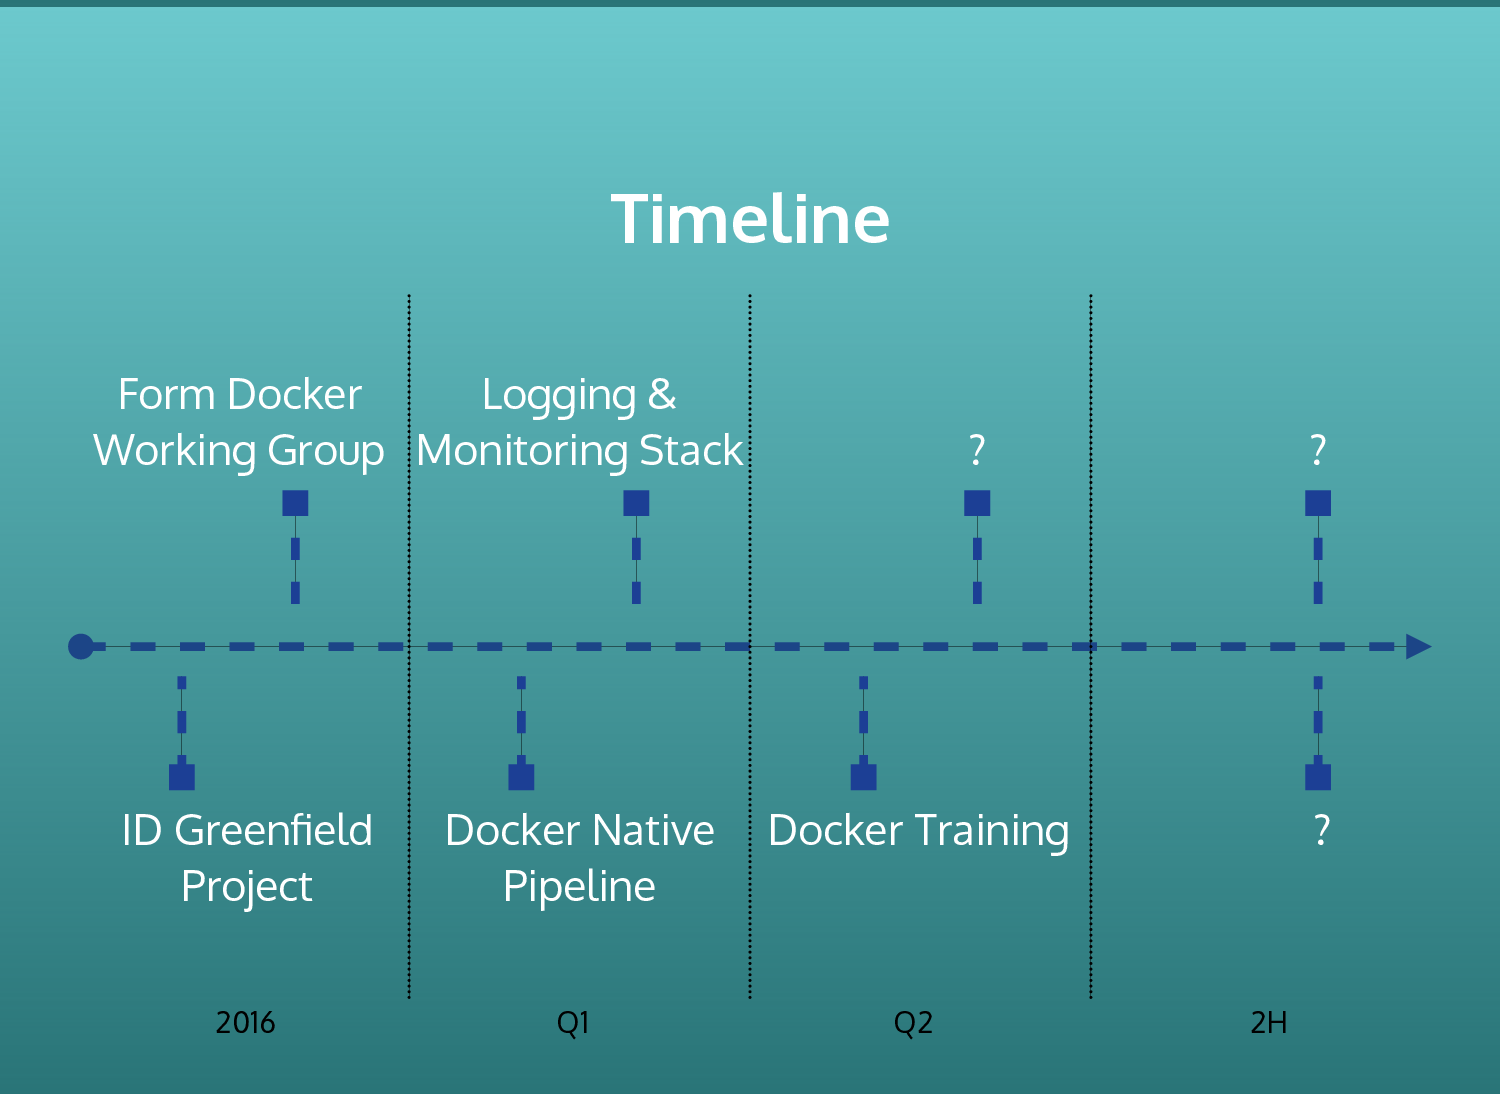 Timeline
Form Docker
Working Group
Logging &
Monitoring Stack
?
?
ID Greenfield
Project
Docker Native
Pipeline
Docker Training
?
2016
Q1
Q2
2H